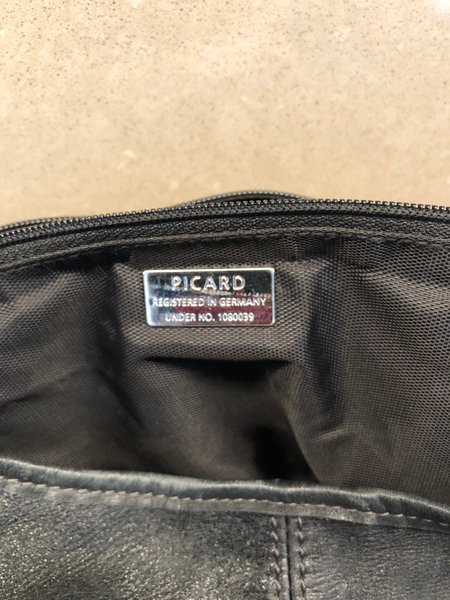 PICARD
REGISTERED IN GERMANY
UNDER NO. 1080039